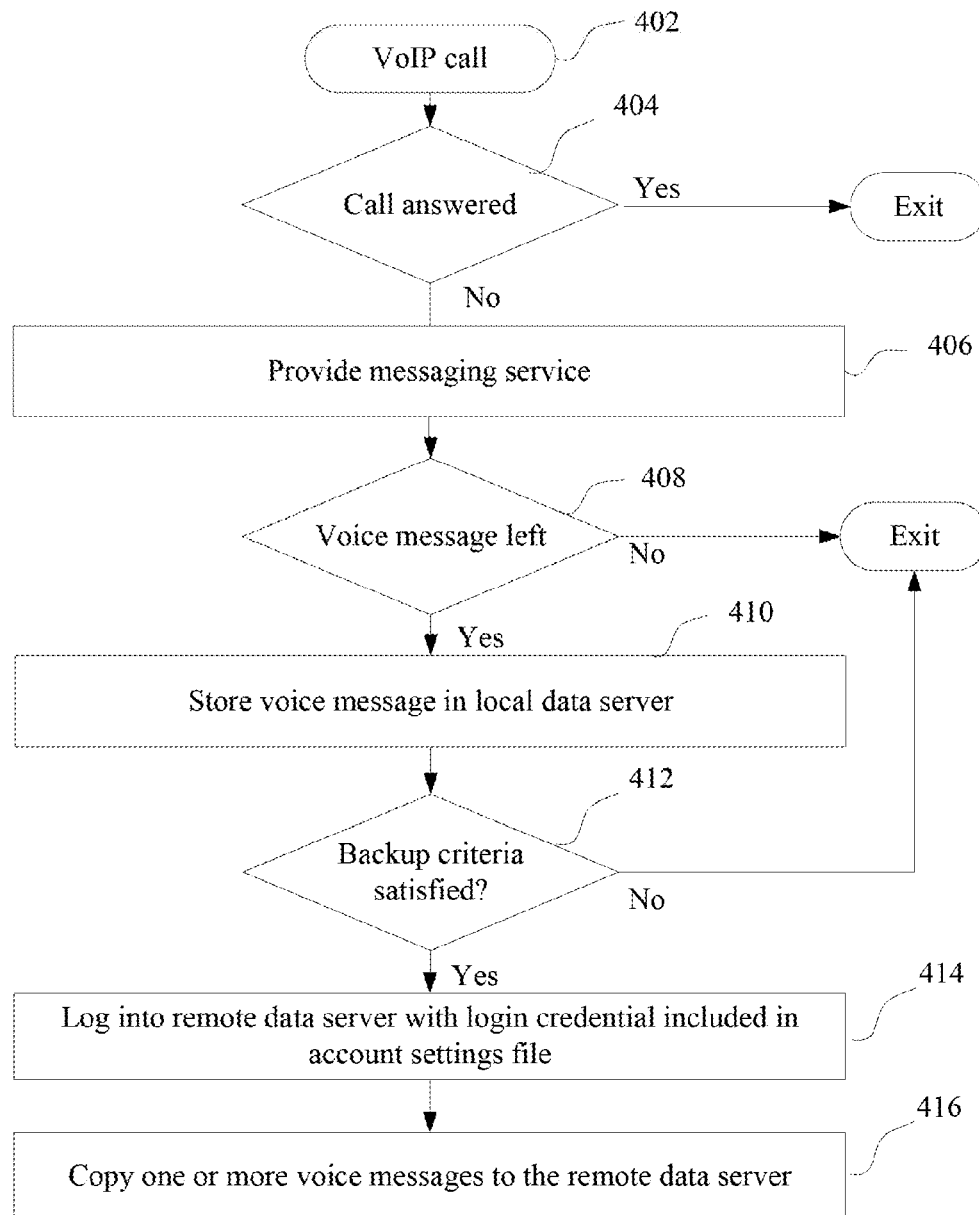 402
VoIP call
404
Call answered
Yes
Exit
No
406
Provide messaging service
408
Voice message left
No
Exit
Yes
410
Store voice message in local data server
412
Backup criteria
satisfied?
No
Yes
414
Log into remote data server with login credential included in
account settings file
416
Copy one or more voice messages to the remote data server